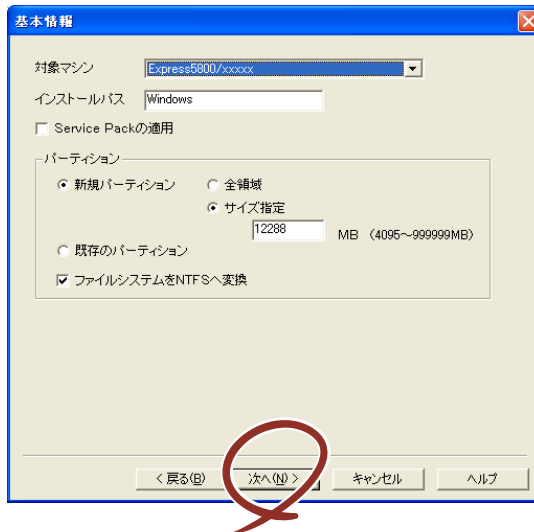 基本情報
対象マシン Express5800/xxxxx
インストールパス Windows
Service Packの適用
パーティション
新規パーティション 全領域
サイズ指定
12288 MB (4095～999999MB)
既存のパーティション
ファイルシステムをNTFSへ変換
< 戻る(B) 次へ(N) > キャンセル ヘルプ